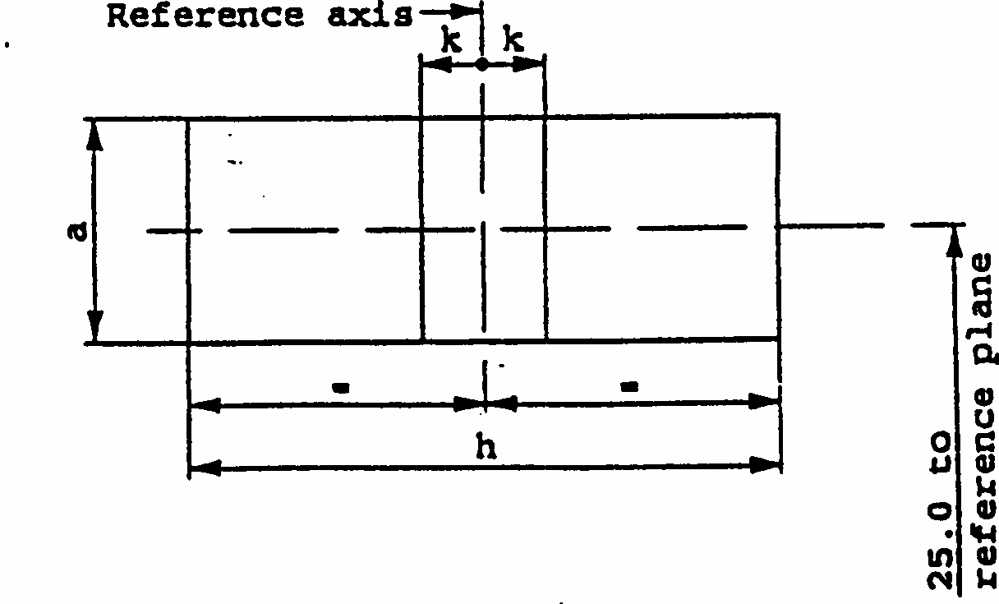 Reference axis
k k
a
h
25.0 to
reference plane